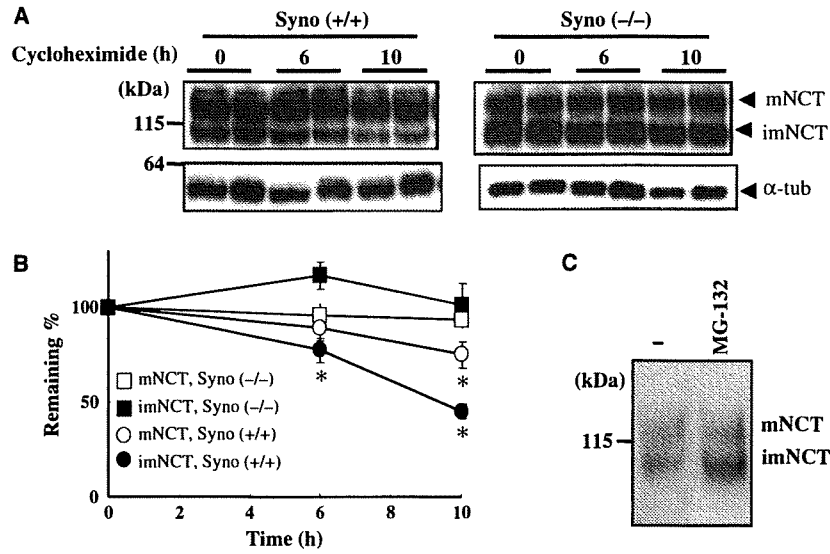 A
Syno (+/+) Syno (–/–)
Cycloheximide (h) 0 6 10 0 6 10
(kDa)
115
64
mNCT
imNCT
α-tub
B
Remaining %
100
50
0
mNCT, Syno (–/–)
imNCT, Syno (–/–)
mNCT, Syno (+/+)
imNCT, Syno (+/+)
* * *
0 2 4 6 8 10
Time (h)
C
– MG-132
(kDa)
115
mNCT
imNCT